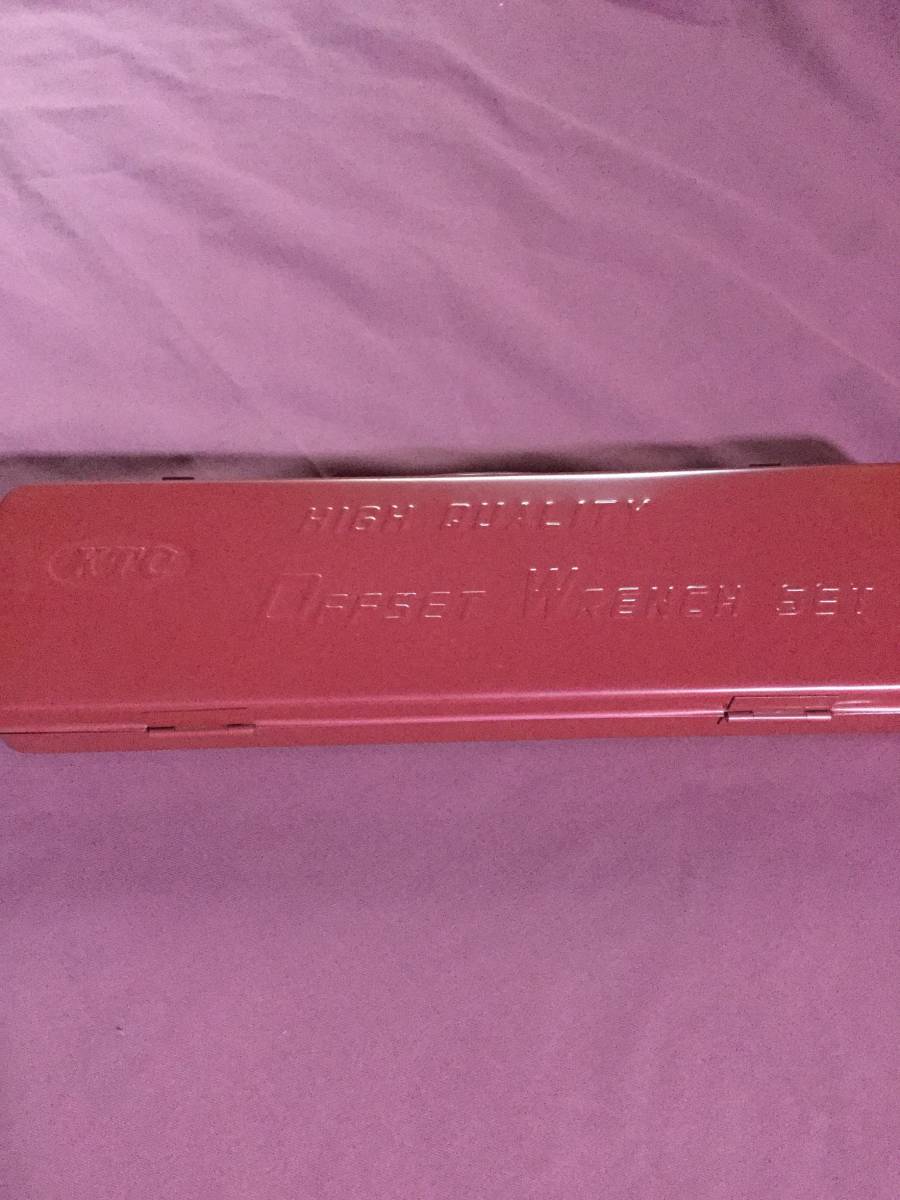 HIGH QUALITY
KTC
OFFSET WRENCH SET